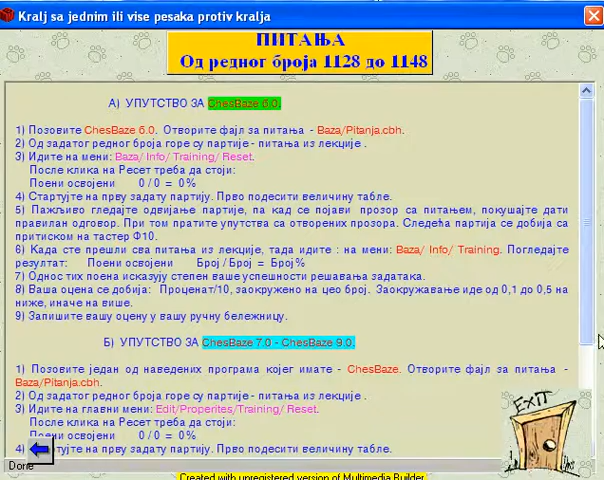 Kralj sa jednim ili vise pesaka protiv kralja
ПИТАЊА
Од редног броја 1128 до 1148
А) УПУТСТВО ЗА ChesBaze 6.0.
1) Позовите ChesBaze 6.0. Отворите фајл за питања - Baza/Pitanja.cbh.
2) Од задатог редног броја горе су партије - питања из лекције .
3) Идите на мени: Baza/ Info/ Training/ Reset.
После клика на Ресет треба да стоји:
Поени освојени 0 / 0 = 0%
4) Стартујте на прву задату партију. Прво подесити величину табле.
5) Пажљиво гледајте одвијање партије, па кад се појави прозор са питањем, покушајте дати
правилан одговор. При том пратите упутства са отворених прозора. Следећа партија се добија са
притиском на тастер Ф10.
6) Када сте прешли сва питања из лекције, тада идите : на мени: Baza/ Info/ Training. Погледајте
резултат: Поени освојени Број / Број = Број%
7) Однос тих поена исказују степен ваше успешности решавања задатака.
8) Ваша оцена се добија: Проценат/10, заокружено на цео број. Заокруживање иде од 0,1 до 0,5 на
ниже, иначе на више.
9) Запишите вашу оцену у вашу ручну бележницу.
Б) УПУТСТВО ЗА ChesBaze 7.0 - ChesBaze 9.0.
1) Позовите један од наведених програма којег имате - ChesBaze. Отворите фајл за питања -
Baza/Pitanja.cbh.
2) Од задатог редног броја горе су партије - питања из лекције .
3) Идите на главни мени: Edit/Properites/Training/ Reset.
После клика на Ресет треба да стоји:
Поени освојени 0 / 0 = 0%
4) Стартујте на прву задату партију. Прво подесити величину табле.
EXIT
Done
Created with unregistered version of Multimedia Builder